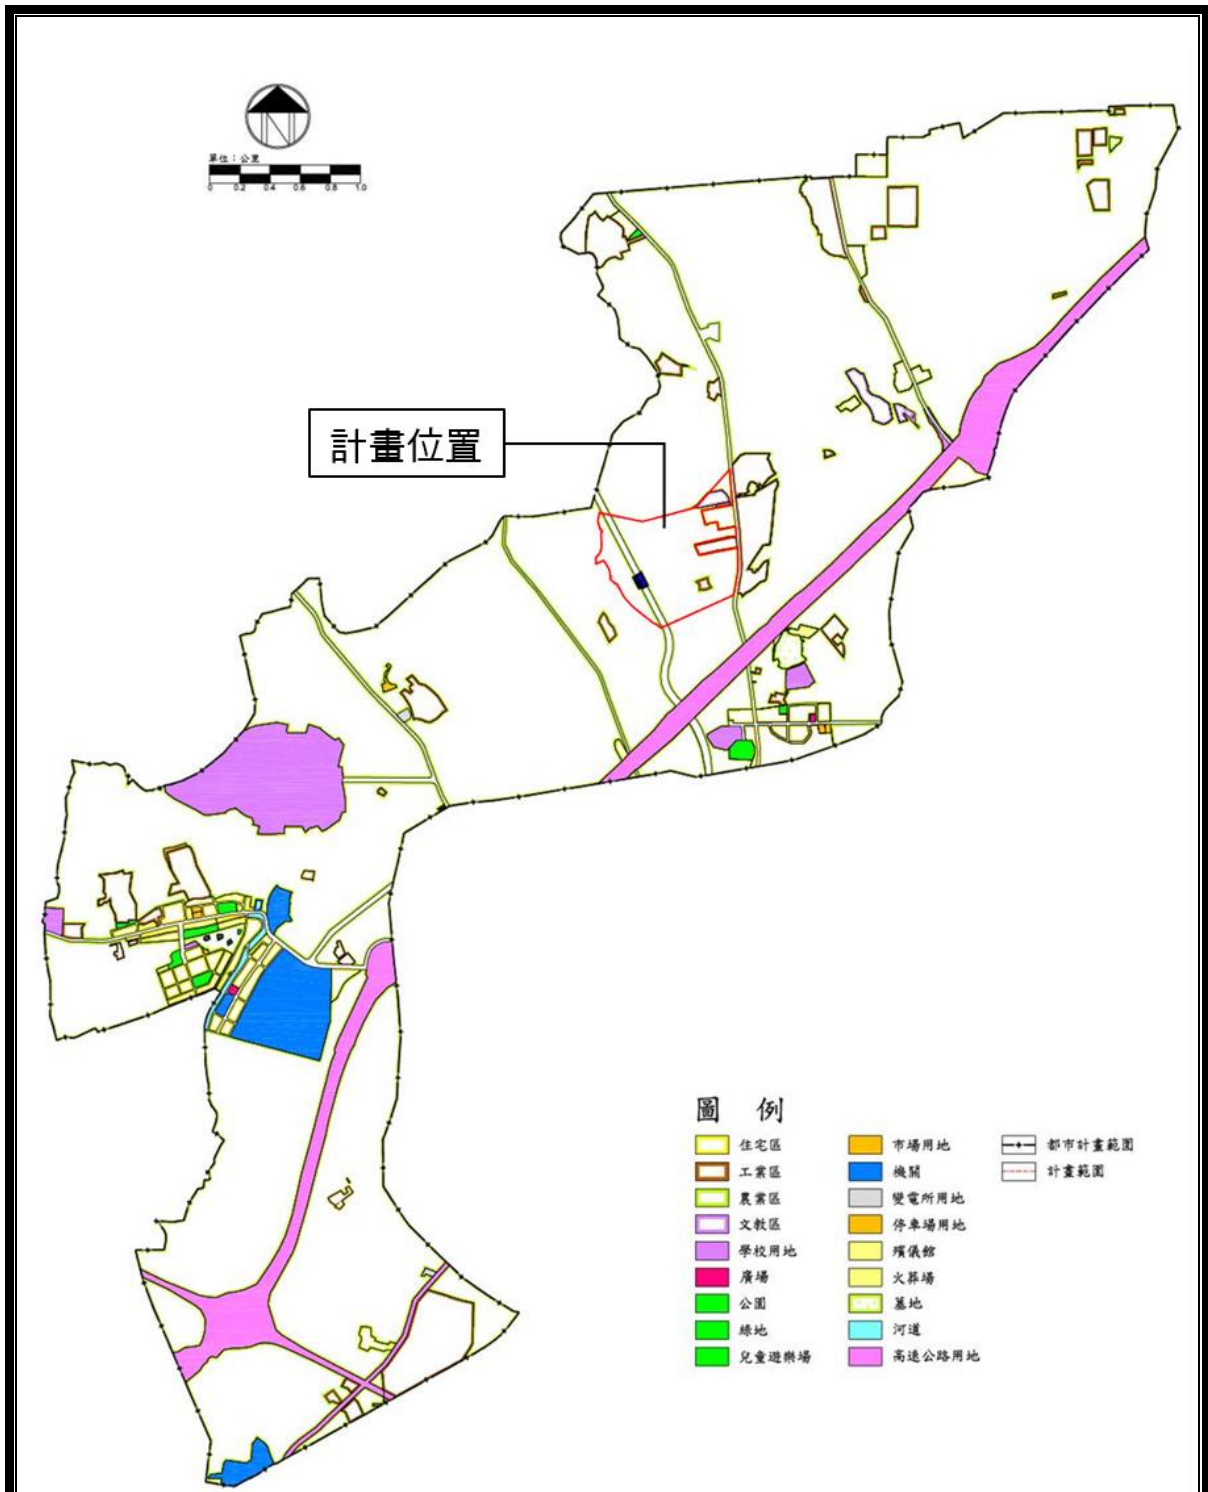 單位：公里
0 0.2 0.4 0.6 0.8 1.0
計畫位置
圖 例
住宅區 市場用地 都市計畫範圍
工業區 機關 計畫範圍
農業區 變電所用地
文教區 停車場用地
學校用地 殯儀館
廣場 火葬場
公園 墓地
綠地 河道
兒童遊樂場 高速公路用地